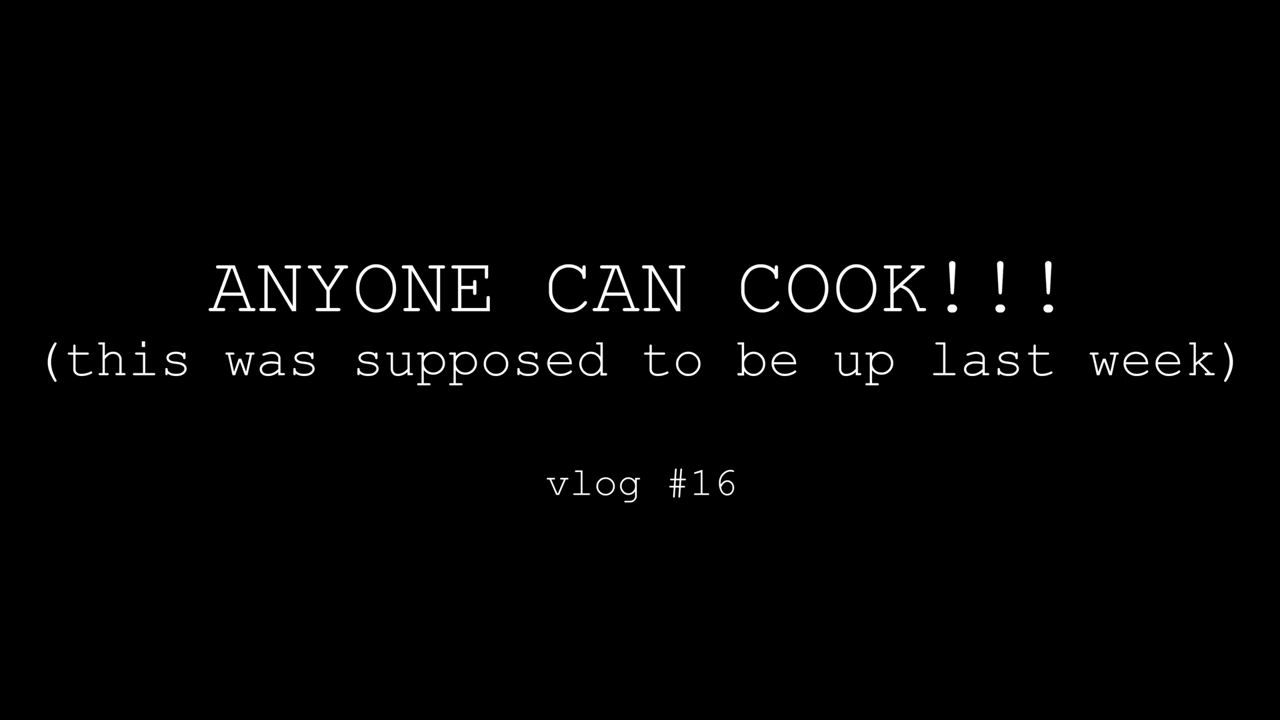 ANYONE CAN COOK!!!
(this was supposed to be up last week)
vlog #16